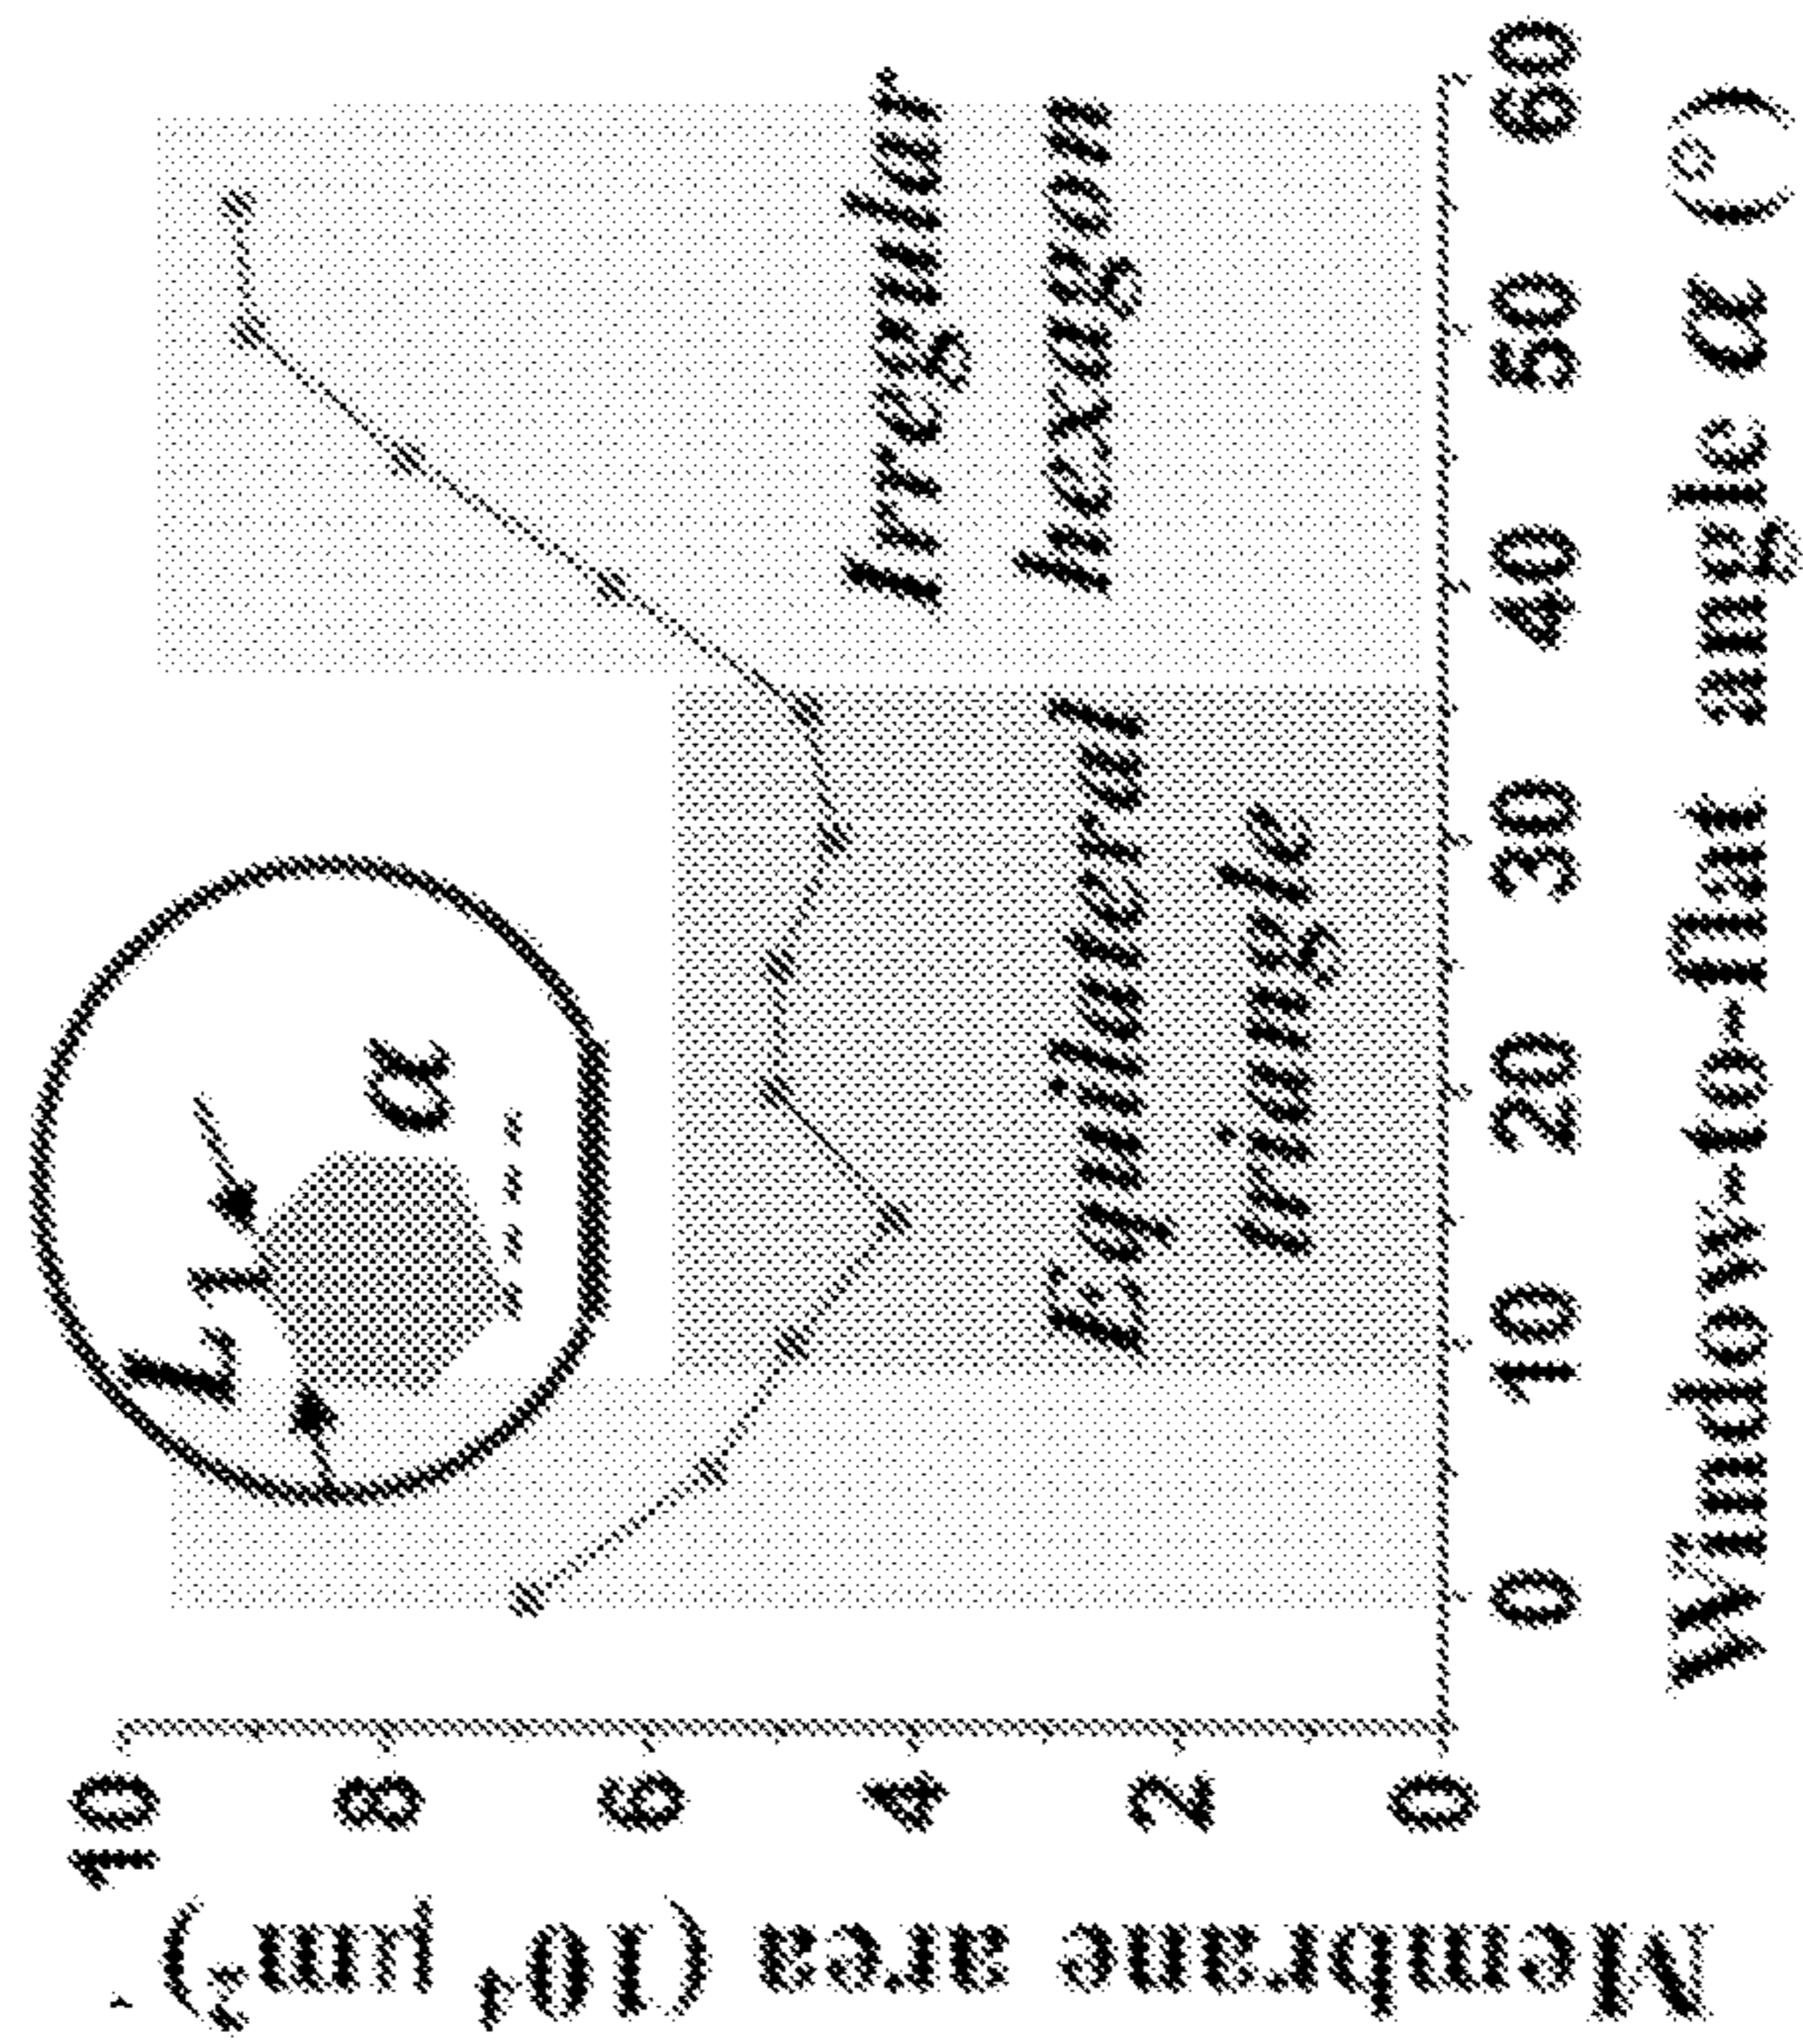 Membrane area (10⁴ μm²)
10
8
6
4
2
0
L1
α
Equilateral
triangle
Irregular
hexagon
0 10 20 30 40 50 60
Window-to-flat angle α (°)